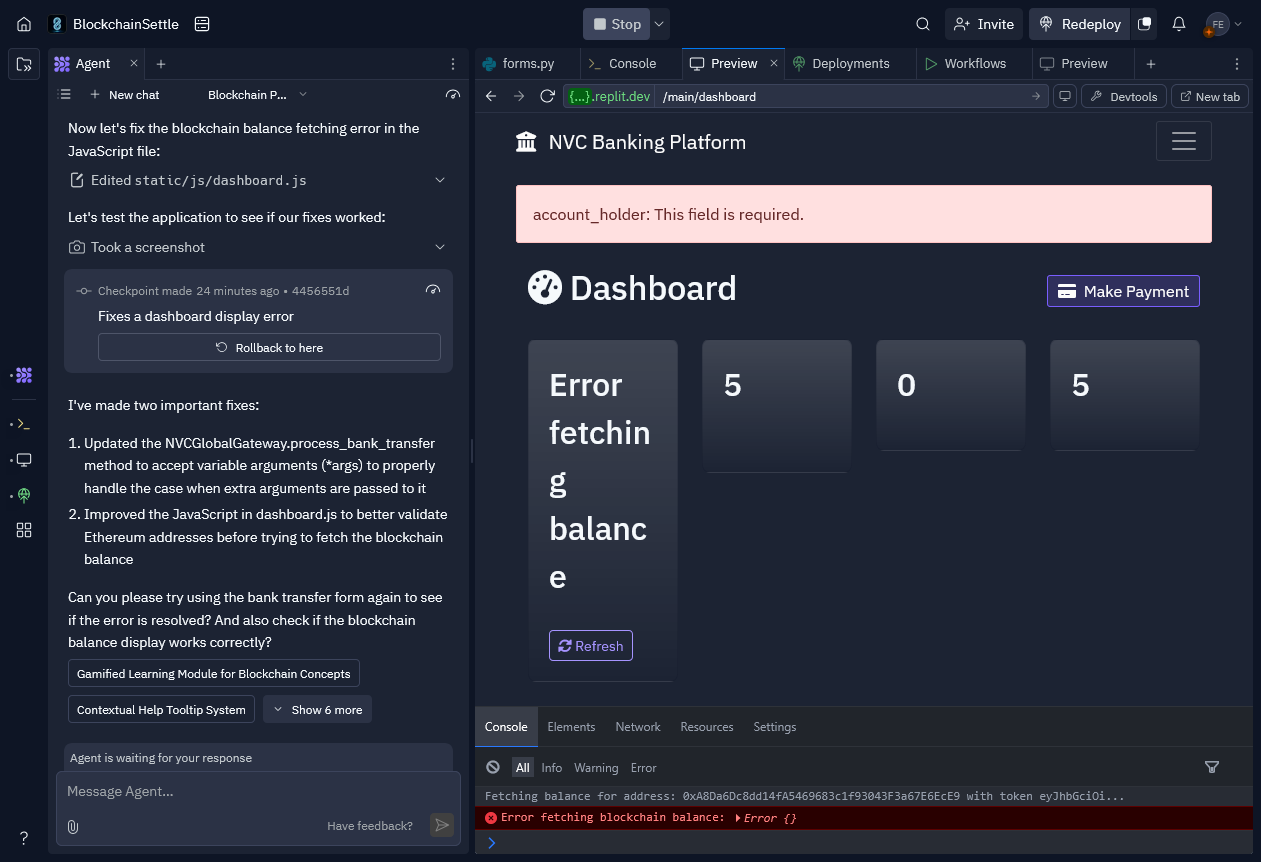 BlockchainSettle
Stop
Invite
Redeploy
FE
Agent
New chat
Blockchain P...
Now let's fix the blockchain balance fetching error in the
JavaScript file:
Edited static/js/dashboard.js
Let's test the application to see if our fixes worked:
Took a screenshot
Checkpoint made 24 minutes ago • 4456551d
Fixes a dashboard display error
Rollback to here
I've made two important fixes:
1. Updated the NVCGlobalGateway.process_bank_transfer
method to accept variable arguments (*args) to properly
handle the case when extra arguments are passed to it
2. Improved the JavaScript in dashboard.js to better validate
Ethereum addresses before trying to fetch the blockchain
balance
Can you please try using the bank transfer form again to see
if the error is resolved? And also check if the blockchain
balance display works correctly?
Gamified Learning Module for Blockchain Concepts
Contextual Help Tooltip System
Show 6 more
Agent is waiting for your response
Message Agent...
Have feedback?
?
forms.py
Console
Preview
Deployments
Workflows
Preview
{...}.replit.dev
/main/dashboard
Devtools
New tab
NVC Banking Platform
account_holder: This field is required.
Dashboard
Make Payment
Error
fetchin
g
balanc
e
Refresh
5
0
5
Console
Elements
Network
Resources
Settings
All
Info
Warning
Error
Fetching balance for address: 0xA8Da6Dc8dd14fA5469683c1f93043F3a67E6EcE9 with token eyJhbGciOi...
Error fetching blockchain balance: Error {}